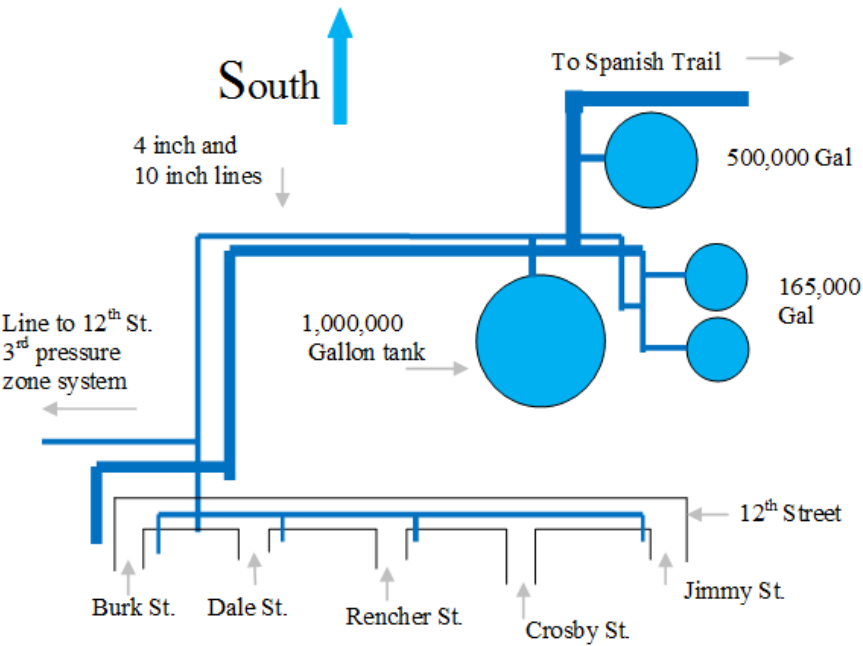 To Spanish Trail
South
4 inch and
10 inch lines
500,000 Gal
165,000
Gal
Line to 12th St.
3rd pressure
zone system
1,000,000
Gallon tank
12th Street
Burk St.
Dale St.
Rencher St.
Crosby St.
Jimmy St.